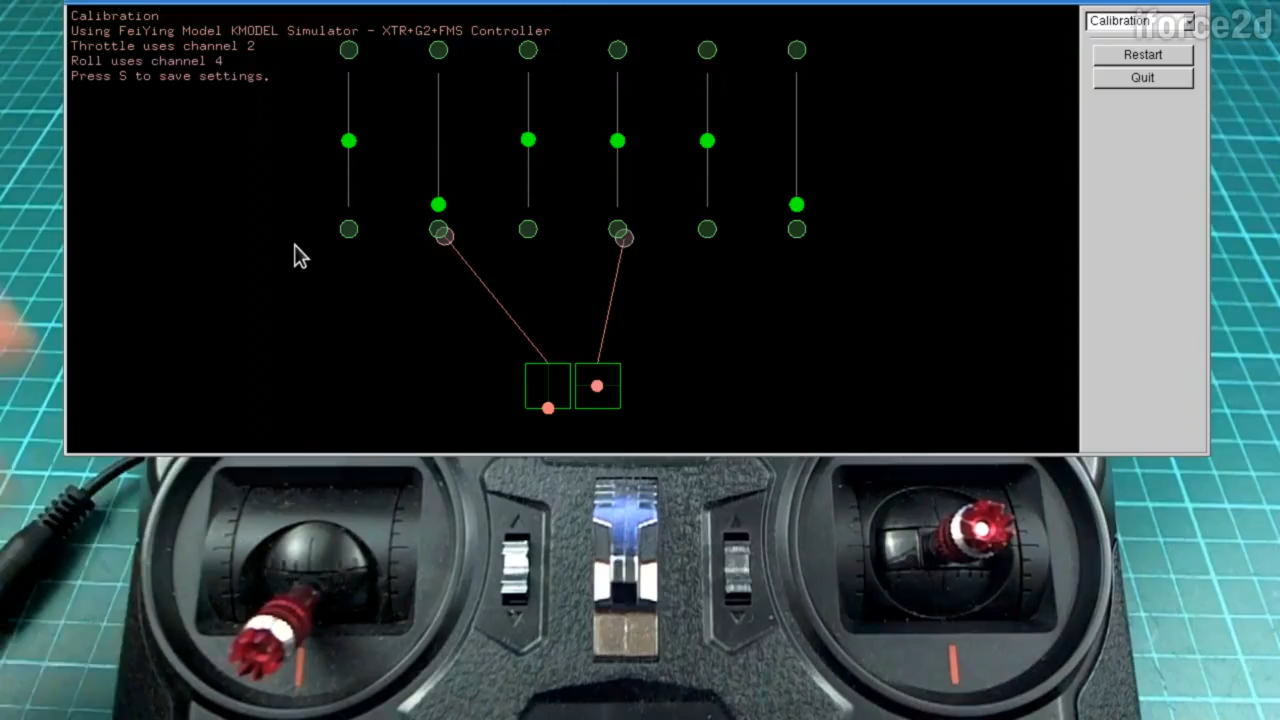 Calibration
Using FeiYing Model KMODEL Simulator - XTR+G2+FMS Controller
Throttle uses channel 2
Roll uses channel 4
Press S to save settings.
Calibration
iforce2d
Restart
Quit